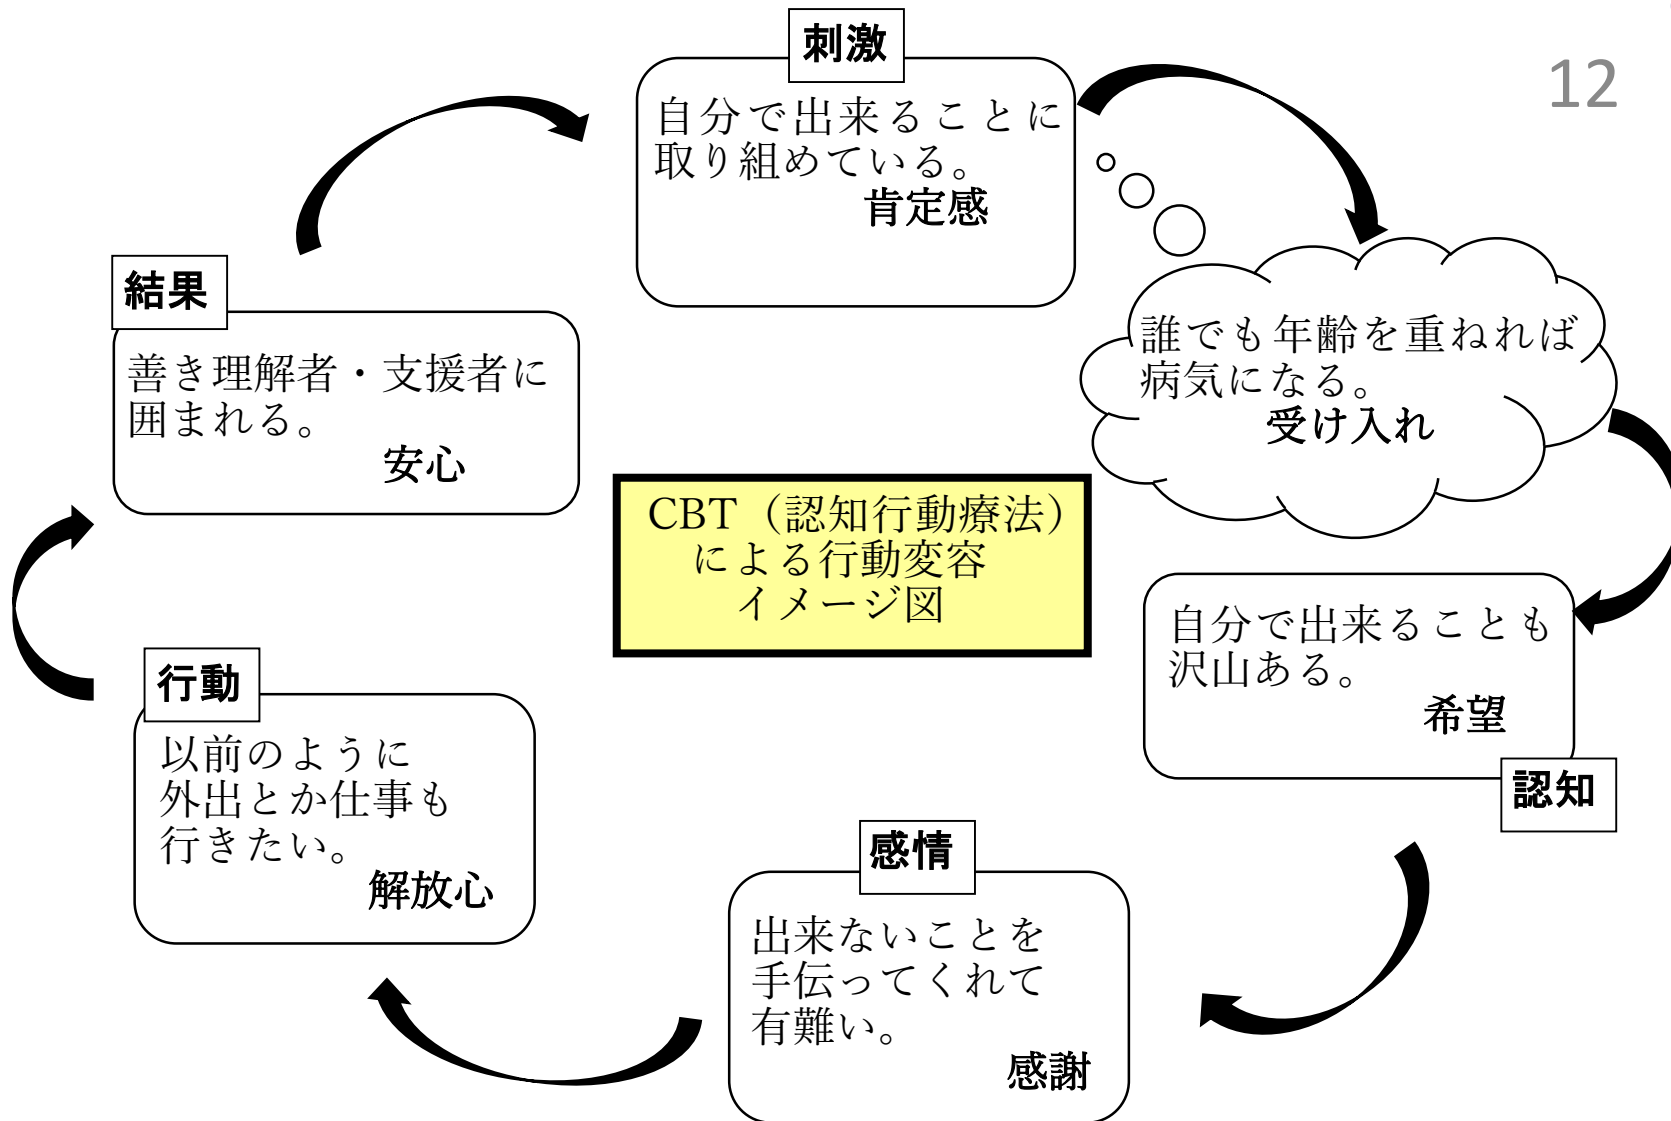 12
刺激
自分で出来ることに
取り組めている。
肯定感
誰でも年齢を重ねれば
病気になる。
受け入れ
自分で出来ることも
沢山ある。
希望
認知
感情
出来ないことを
手伝ってくれて
有難い。
感謝
行動
以前のように
外出とか仕事も
行きたい。
解放心
結果
善き理解者・支援者に
囲まれる。
安心
CBT（認知行動療法）
による行動変容
イメージ図